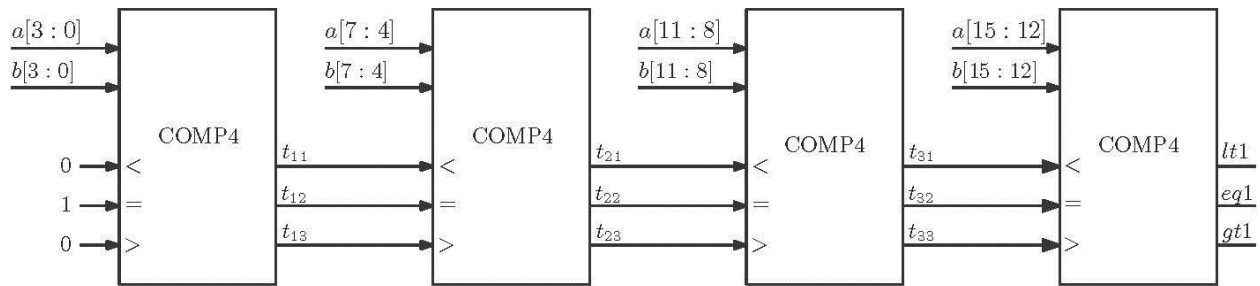 a[3 : 0] a[7 : 4] a[11 : 8] a[15 : 12]
b[3 : 0] b[7 : 4] b[11 : 8] b[15 : 12]
COMP4 COMP4 COMP4 COMP4
0 < t₁₁ < t₂₁ < t₃₁ < lt1
1 = t₁₂ = t₂₂ = t₃₂ = eq1
0 > t₁₃ > t₂₃ > t₃₃ > gt1